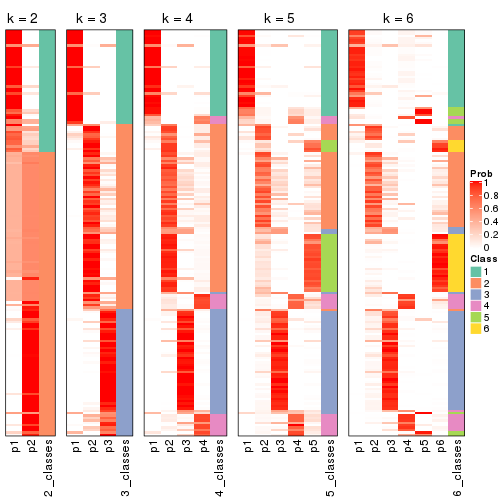 k = 2
k = 3
k = 4
k = 5
k = 6
Prob
1
0.8
0.6
0.4
0.2
0
Class
1
2
3
4
5
6
p1
p2
2_classes
p1
p2
p3
3_classes
p1
p2
p3
p4
4_classes
p1
p2
p3
p4
p5
5_classes
p1
p2
p3
p4
p5
p6
6_classes